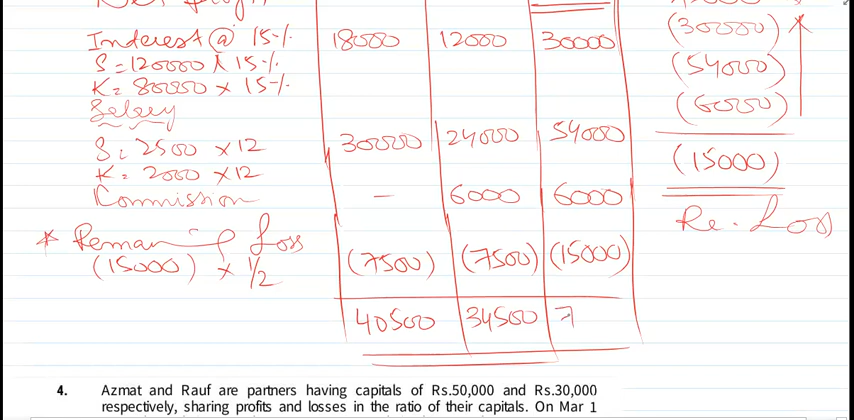 Interest @ 15% 18000 12000 30000 (30000)
S = 120000 × 15% (54000)
K = 80000 × 15% (6000)
Salary
S: 2500 × 12 30000 24000 54000 (15000)
K = 2000 × 12
Commission – 6000 6000 Re. Loss
* Remaning Loss
(15000) × 1/2 (7500) (7500) (15000)
40500 34500 7
4. Azmat and Rauf are partners having capitals of Rs.50,000 and Rs.30,000
respectively, sharing profits and losses in the ratio of their capitals. On Mar 1